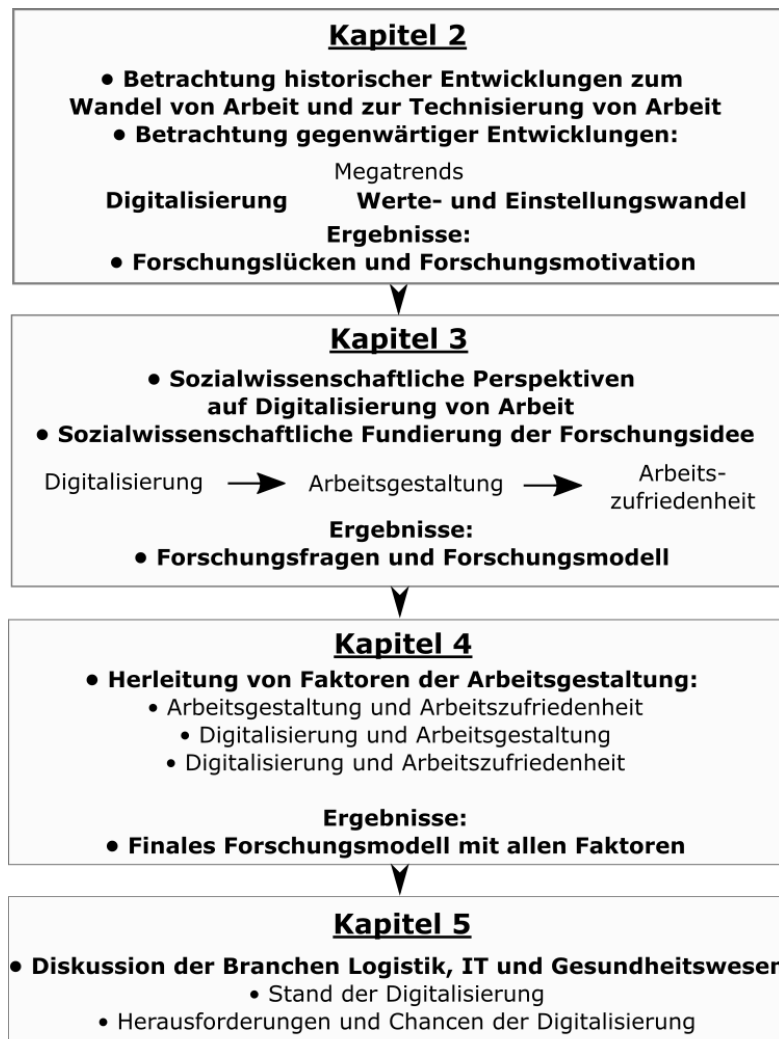 Kapitel 2
• Betrachtung historischer Entwicklungen zum
Wandel von Arbeit und zur Technisierung von Arbeit
• Betrachtung gegenwärtiger Entwicklungen:
Megatrends
Digitalisierung Werte- und Einstellungswandel
Ergebnisse:
• Forschungslücken und Forschungsmotivation
Kapitel 3
• Sozialwissenschaftliche Perspektiven
auf Digitalisierung von Arbeit
• Sozialwissenschaftliche Fundierung der Forschungsidee
Digitalisierung Arbeitsgestaltung Arbeits-
zufriedenheit
Ergebnisse:
• Forschungsfragen und Forschungsmodell
Kapitel 4
• Herleitung von Faktoren der Arbeitsgestaltung:
• Arbeitsgestaltung und Arbeitszufriedenheit
• Digitalisierung und Arbeitsgestaltung
• Digitalisierung und Arbeitszufriedenheit
Ergebnisse:
• Finales Forschungsmodell mit allen Faktoren
Kapitel 5
• Diskussion der Branchen Logistik, IT und Gesundheitswesen
• Stand der Digitalisierung
• Herausforderungen und Chancen der Digitalisierung